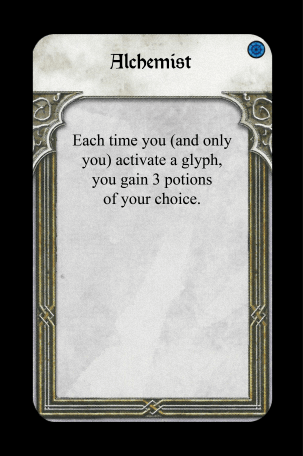 Alchemist
Each time you (and only
you) activate a glyph,
you gain 3 potions
of your choice.